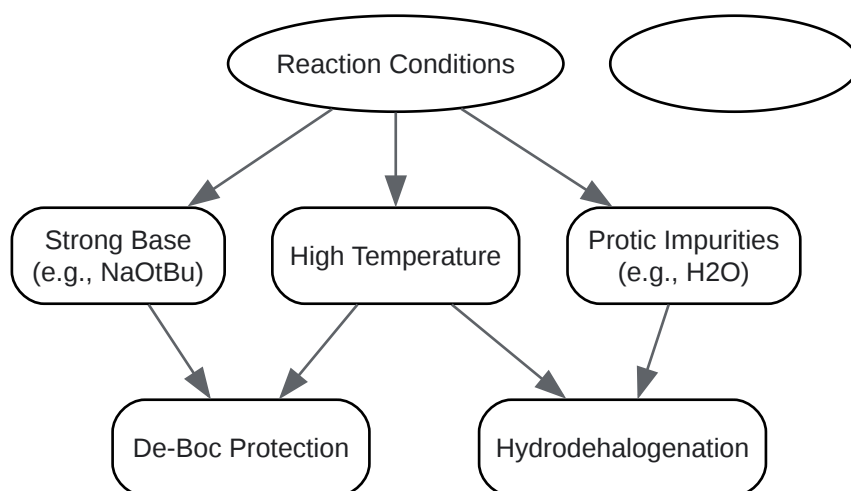 Reaction Conditions
Strong Base
(e.g., NaOtBu)
High Temperature
Protic Impurities
(e.g., H2O)
De-Boc Protection
Hydrodehalogenation